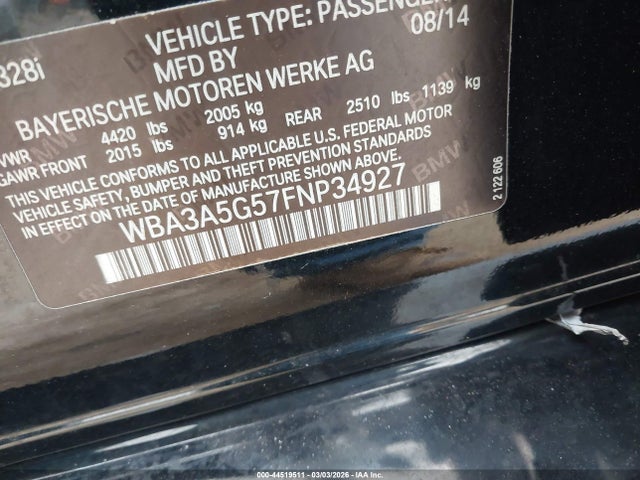 328i
VEHICLE TYPE: PASSENGER
MFD BY 08/14
BAYERISCHE MOTOREN WERKE AG
VWR 4420 lbs 2005 kg
GAWR FRONT 2015 lbs 914 kg REAR 2510 lbs 1139 kg
THIS VEHICLE CONFORMS TO ALL APPLICABLE U.S. FEDERAL MOTOR
VEHICLE SAFETY, BUMPER AND THEFT PREVENTION STANDARDS
IN EFFECT ON THE DATE OF MANUFACTURE SHOWN ABOVE.
WBA3A5G57FNP34927
2 122 606
BMW
000-44519511 - 03/03/2026 - IAA Inc.